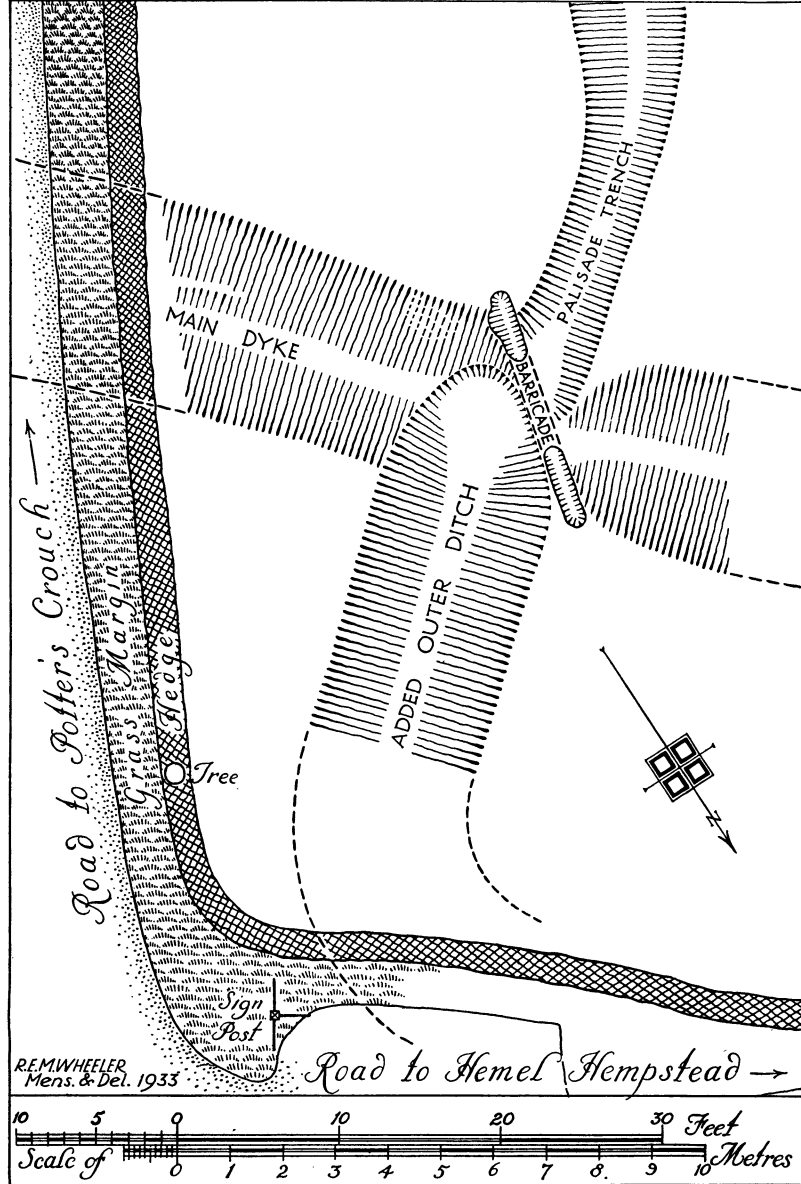 PALISADE TRENCH
MAIN DYKE
BARRICADE
ADDED OUTER DITCH
Road to Potter's Crouch
Grass Margin
Hedge
Tree
N
Sign
Post
R.E.M.WHEELER
Mens. & Del. 1933
Road to Hemel Hempstead
10 5 0 10 20 30 Feet
Scale of
0 1 2 3 4 5 6 7 8. 9 10 Metres